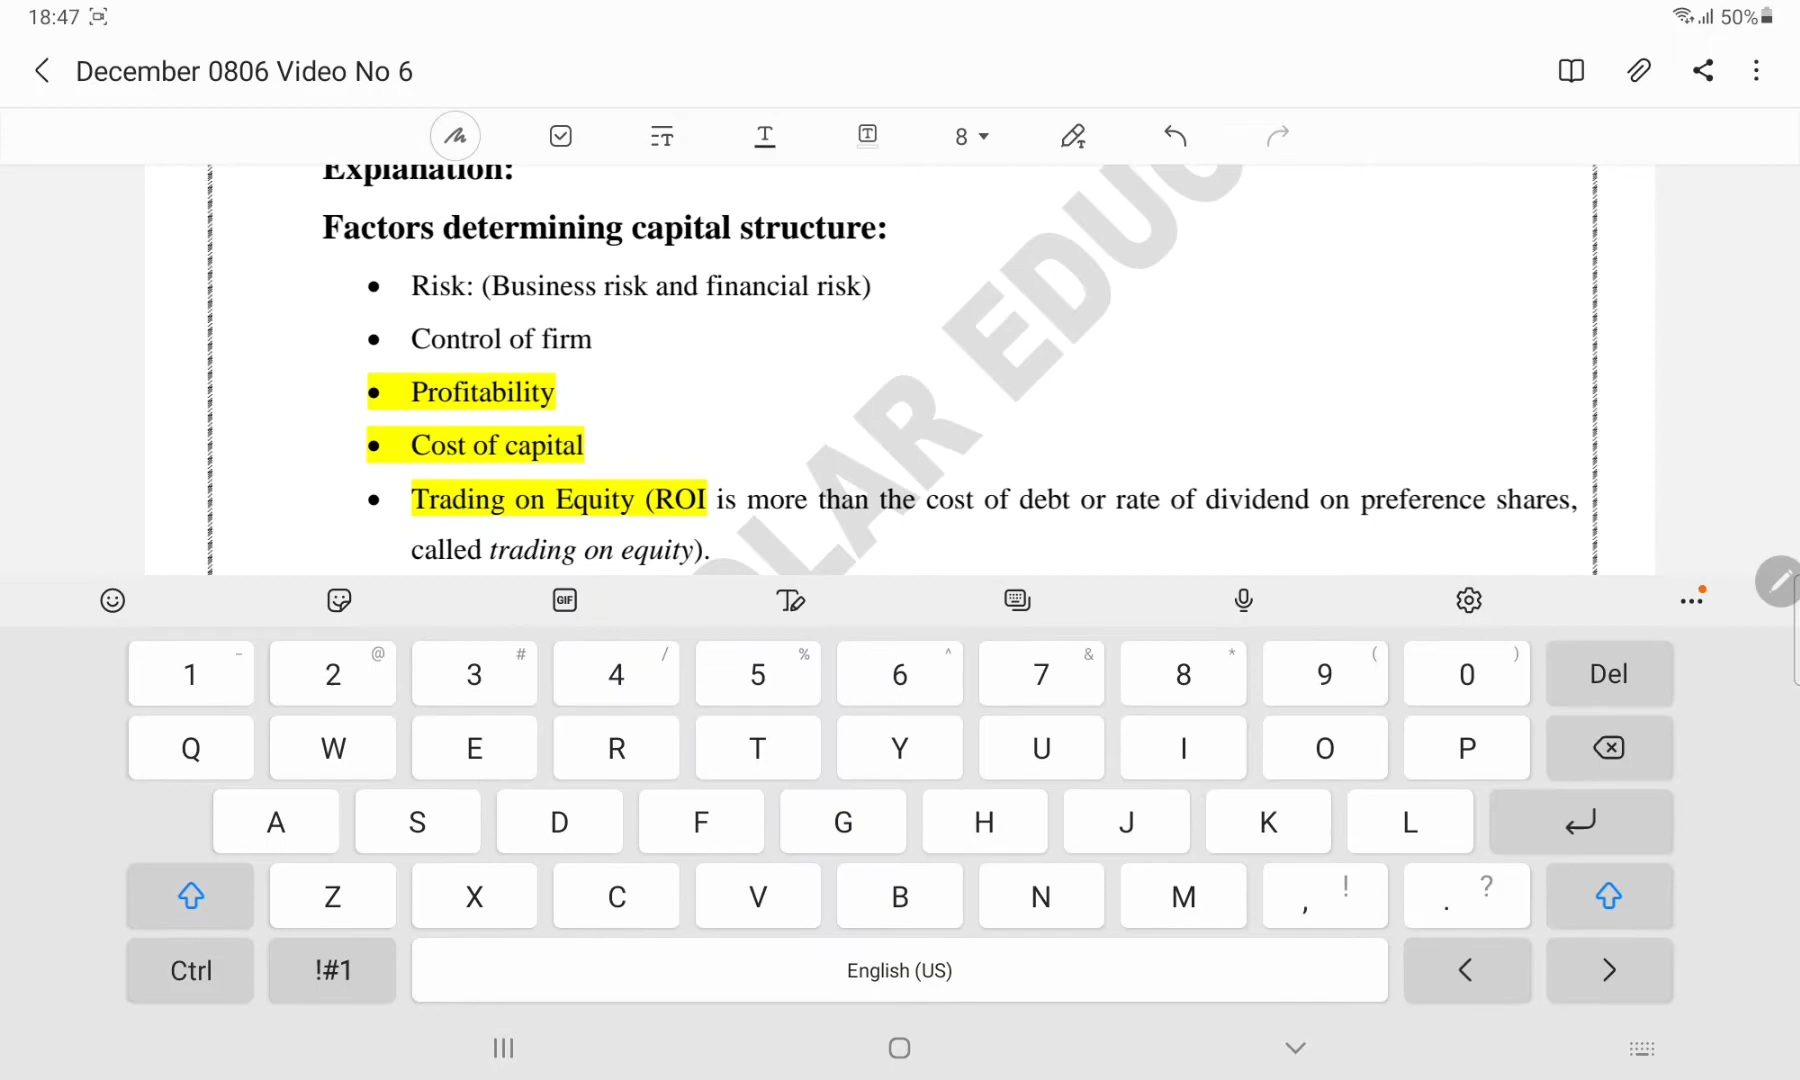 18:47 50%
December 0806 Video No 6
8
Explanation:
Factors determining capital structure:
• Risk: (Business risk and financial risk)
• Control of firm
• Profitability
• Cost of capital
• Trading on Equity (ROI is more than the cost of debt or rate of dividend on preference shares,
called trading on equity).
OLAR EDUC
GIF
1 - 2 @ 3 # 4 / 5 % 6 ^ 7 & 8 * 9 ( 0 ) Del
Q W E R T Y U I O P
A S D F G H J K L
Z X C V B N M , ! . ?
Ctrl !#1 English (US) < >